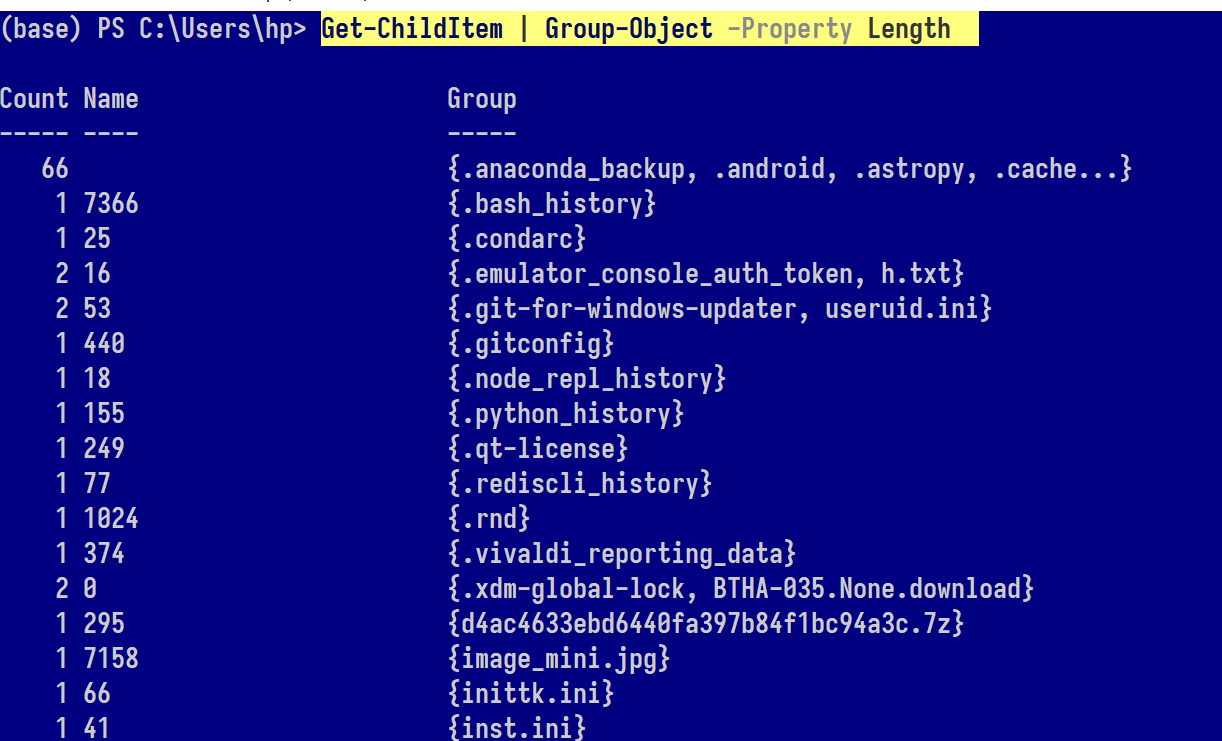 (base) PS C:\Users\hp> Get-ChildItem | Group-Object -Property Length
Count Name                      Group
----- ----                      -----
   66                           {.anaconda_backup, .android, .astropy, .cache...}
    1 7366                      {.bash_history}
    1 25                        {.condarc}
    2 16                        {.emulator_console_auth_token, h.txt}
    2 53                        {.git-for-windows-updater, useruid.ini}
    1 440                       {.gitconfig}
    1 18                        {.node_repl_history}
    1 155                       {.python_history}
    1 249                       {.qt-license}
    1 77                        {.rediscli_history}
    1 1024                      {.rnd}
    1 374                       {.vivaldi_reporting_data}
    2 0                         {.xdm-global-lock, BTHA-035.None.download}
    1 295                       {d4ac4633ebd6440fa397b84f1bc94a3c.7z}
    1 7158                      {image_mini.jpg}
    1 66                        {inittk.ini}
    1 41                        {inst.ini}